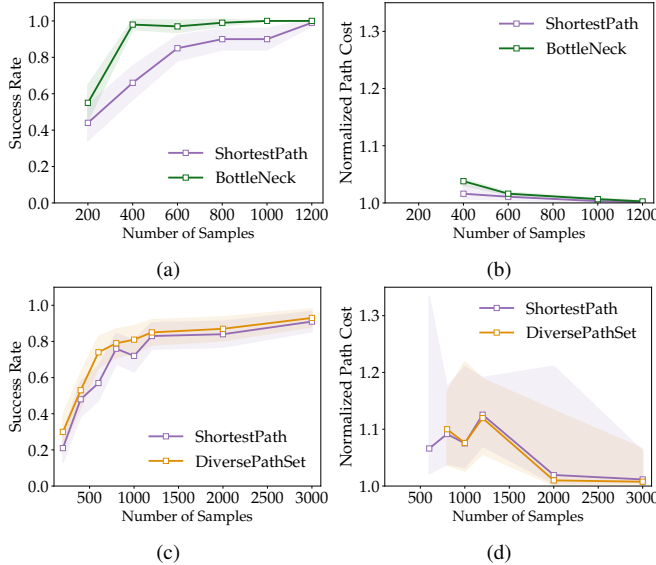 1.0
0.8
0.6
0.4
0.2
0.0
Success Rate
200 400 600 800 1000 1200
Number of Samples
ShortestPath
BottleNeck
(a)
1.3
1.2
1.1
1.0
Normalized Path Cost
200 400 600 1000 1200
Number of Samples
ShortestPath
BottleNeck
(b)
1.0
0.8
0.6
0.4
0.2
0.0
Success Rate
500 1000 1500 2000 2500 3000
Number of Samples
ShortestPath
DiversePathSet
(c)
1.3
1.2
1.1
1.0
Normalized Path Cost
500 1000 1500 2000 2500 3000
Number of Samples
ShortestPath
DiversePathSet
(d)